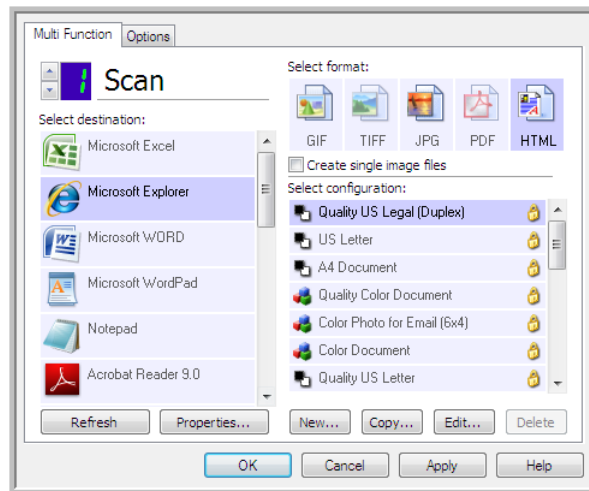 Multi Function
Options
1
Scan
Select destination:
Microsoft Excel
Microsoft Explorer
Microsoft WORD
Microsoft WordPad
Notepad
Acrobat Reader 9.0
Refresh
Properties...
Select format:
GIF
TIFF
JPG
PDF
HTML
Create single image files
Select configuration:
Quality US Legal (Duplex)
US Letter
A4 Document
Quality Color Document
Color Photo for Email (6x4)
Color Document
Quality US Letter
New...
Copy...
Edit...
Delete
OK
Cancel
Apply
Help